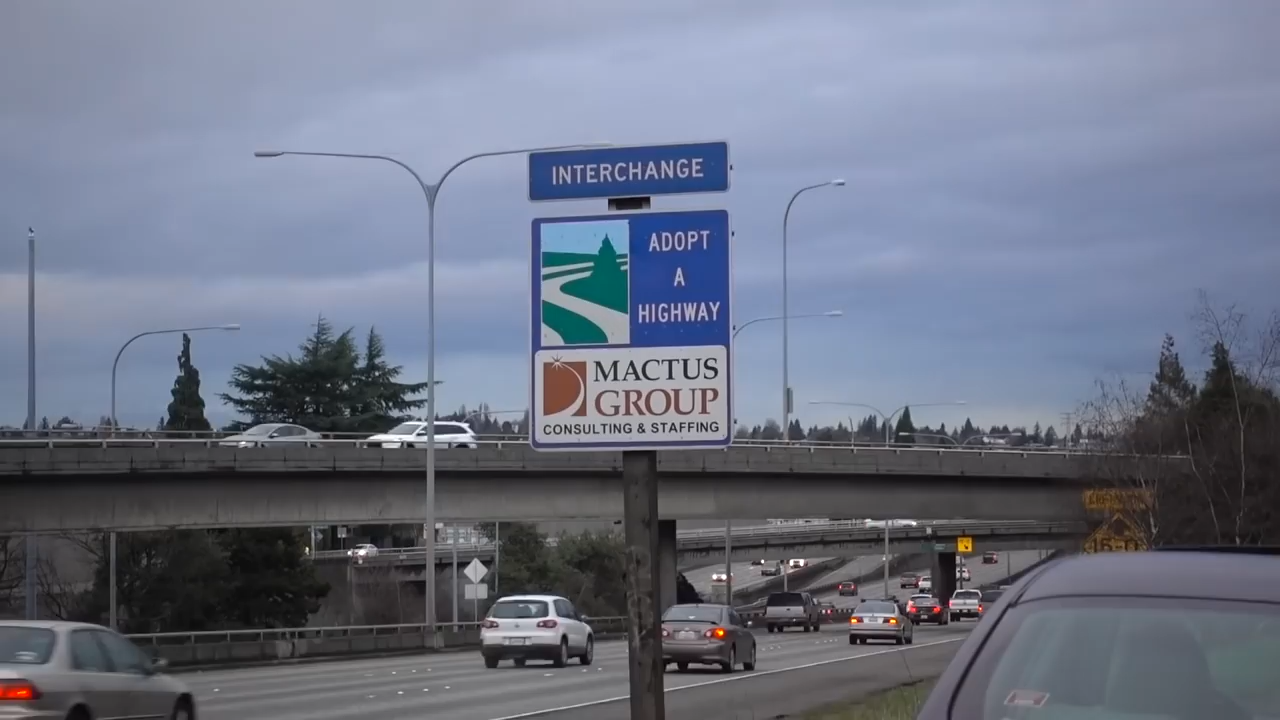 INTERCHANGE
ADOPT
A
HIGHWAY
MACTUS
GROUP
CONSULTING & STAFFING